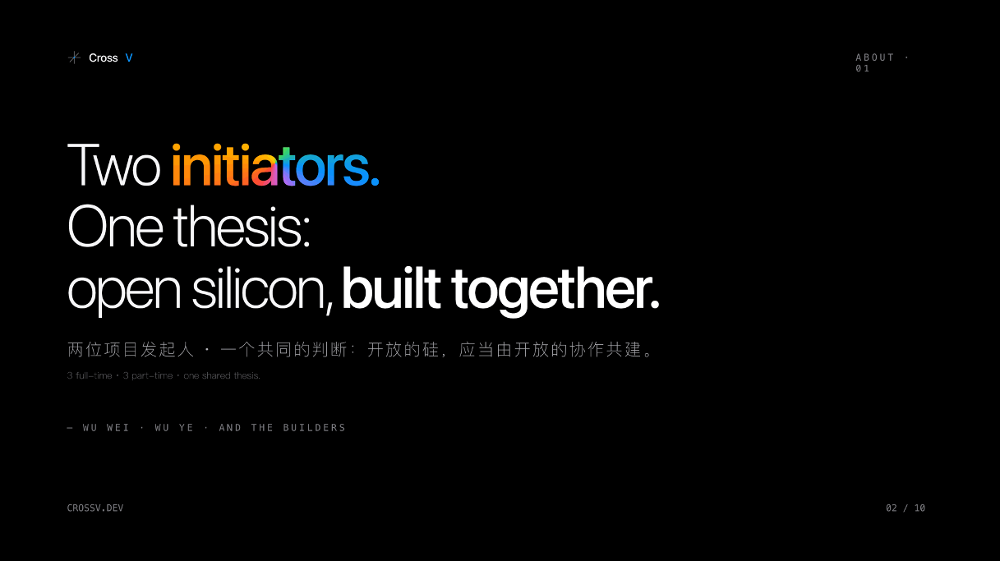 Cross V
ABOUT ·
01
Two initiators.
One thesis:
open silicon, built together.
两位项目发起人 · 一个共同的判断：开放的硅，应当由开放的协作共建。
3 full-time · 3 part-time · one shared thesis.
— WU WEI · WU YE · AND THE BUILDERS
CROSSV.DEV
02 / 10